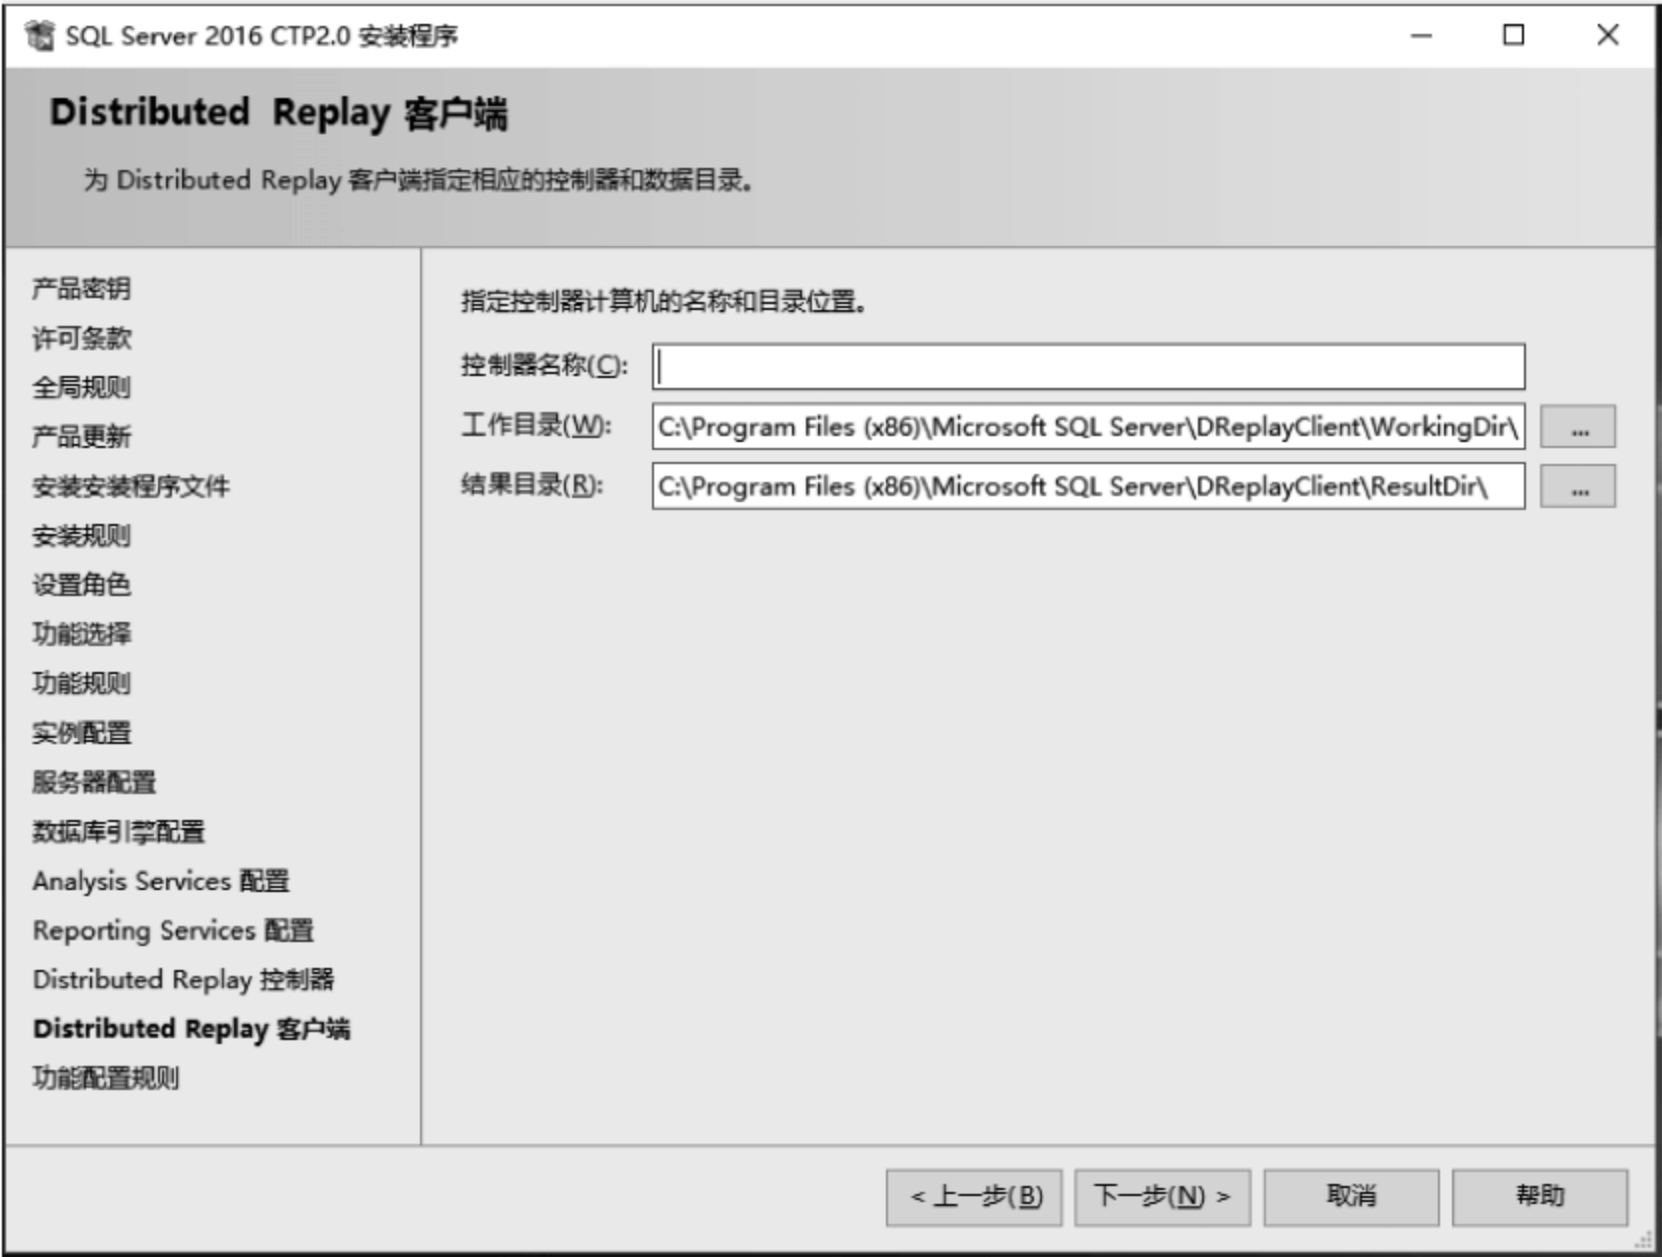 SQL Server 2016 CTP2.0 安装程序
Distributed Replay 客户端
为 Distributed Replay 客户端指定相应的控制器和数据目录。
产品密钥
许可条款
全局规则
产品更新
安装安装程序文件
安装规则
设置角色
功能选择
功能规则
实例配置
服务器配置
数据库引擎配置
Analysis Services 配置
Reporting Services 配置
Distributed Replay 控制器
Distributed Replay 客户端
功能配置规则
指定控制器计算机的名称和目录位置。
控制器名称(C):
工作目录(W): C:\Program Files (x86)\Microsoft SQL Server\DReplayClient\WorkingDir\ ...
结果目录(R): C:\Program Files (x86)\Microsoft SQL Server\DReplayClient\ResultDir\ ...
< 上一步(B) 下一步(N) > 取消 帮助